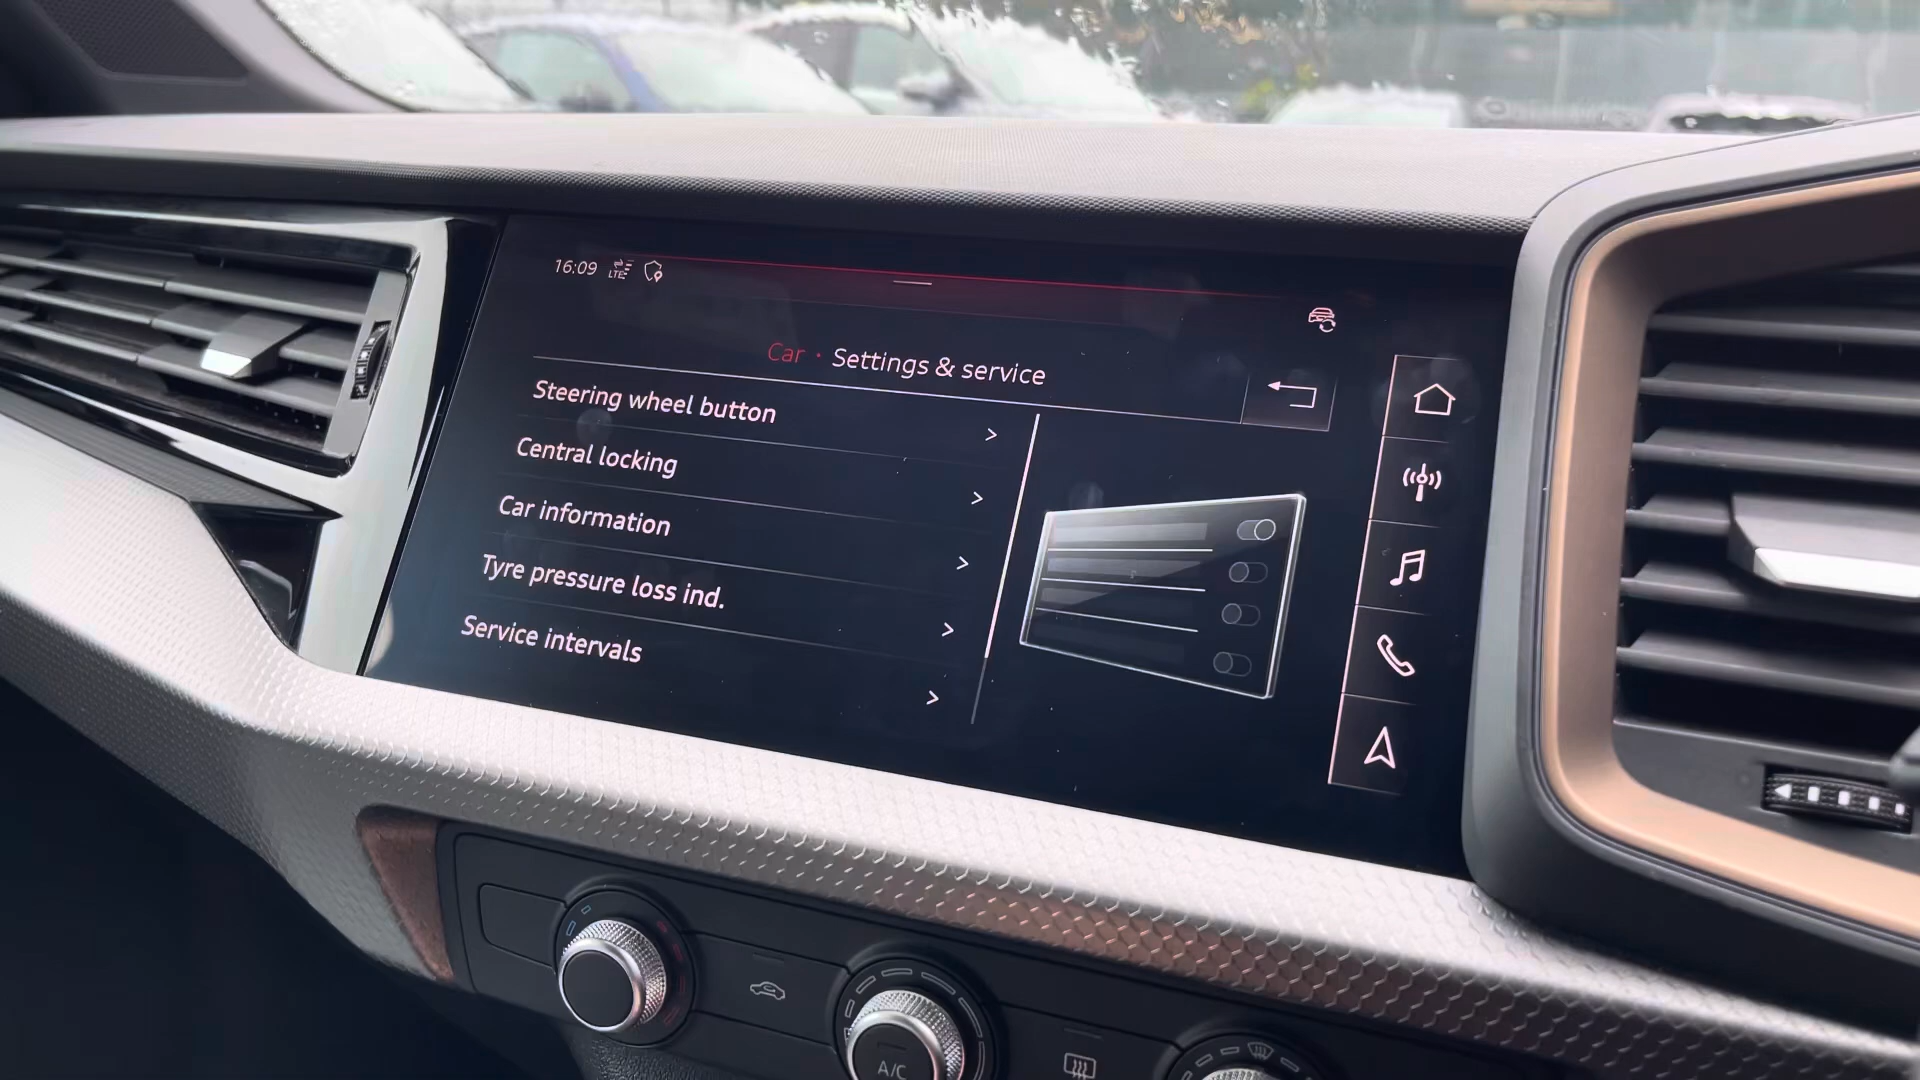 16:09 LTE
Car · Settings & service
Steering wheel button
Central locking
Car information
Tyre pressure loss ind.
Service intervals
A/C